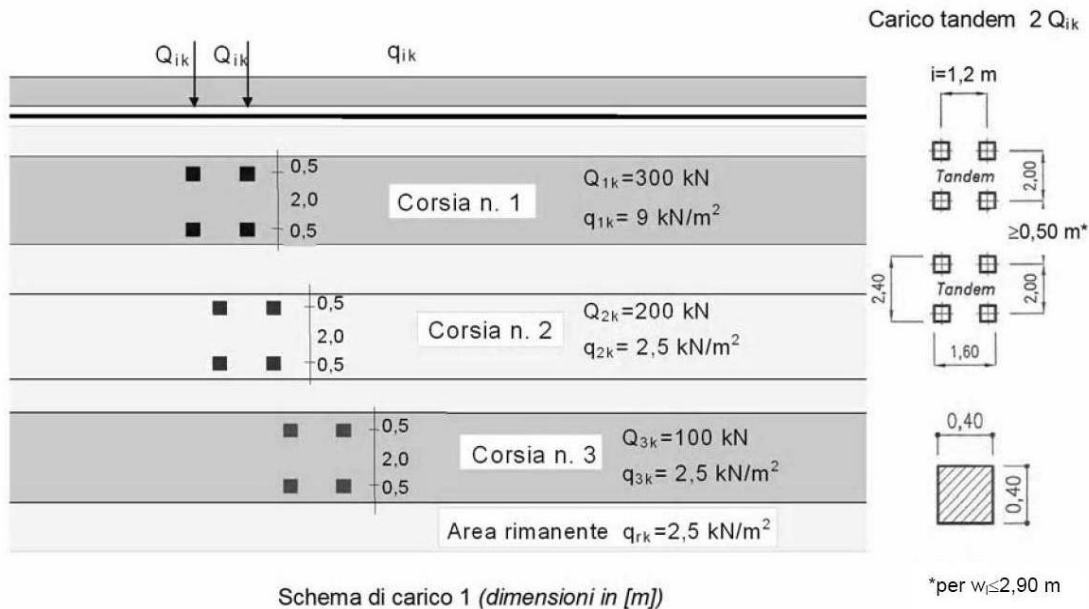 Carico tandem 2 Qik
Qik Qik qik
i=1,2 m
0,5
2,0
0,5
Corsia n. 1
Q1k=300 kN
q1k= 9 kN/m²
Tandem
2,00
≥0,50 m*
0,5
2,0
0,5
Corsia n. 2
Q2k=200 kN
q2k= 2,5 kN/m²
2,40
Tandem
2,00
1,60
0,5
2,0
0,5
Corsia n. 3
Q3k=100 kN
q3k= 2,5 kN/m²
0,40
0,40
Area rimanente qrk=2,5 kN/m²
Schema di carico 1 (dimensioni in [m])
*per wl≤2,90 m